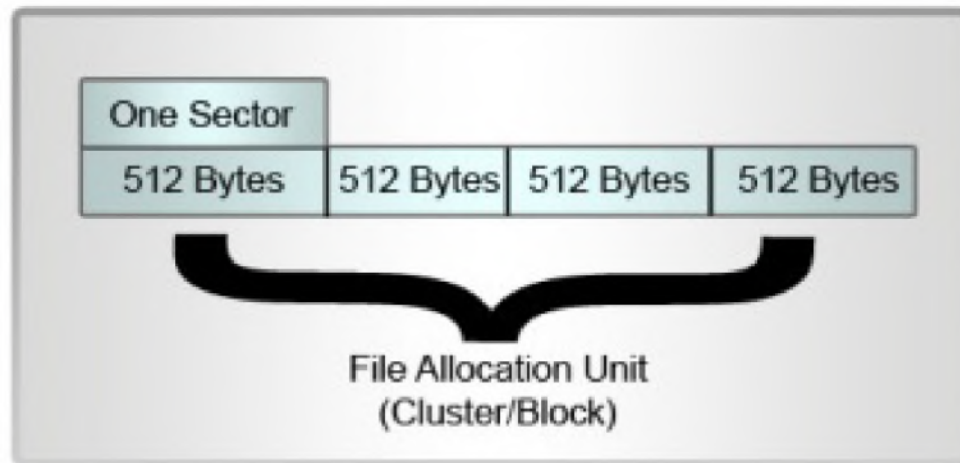 One Sector
512 Bytes 512 Bytes 512 Bytes 512 Bytes
File Allocation Unit
(Cluster/Block)